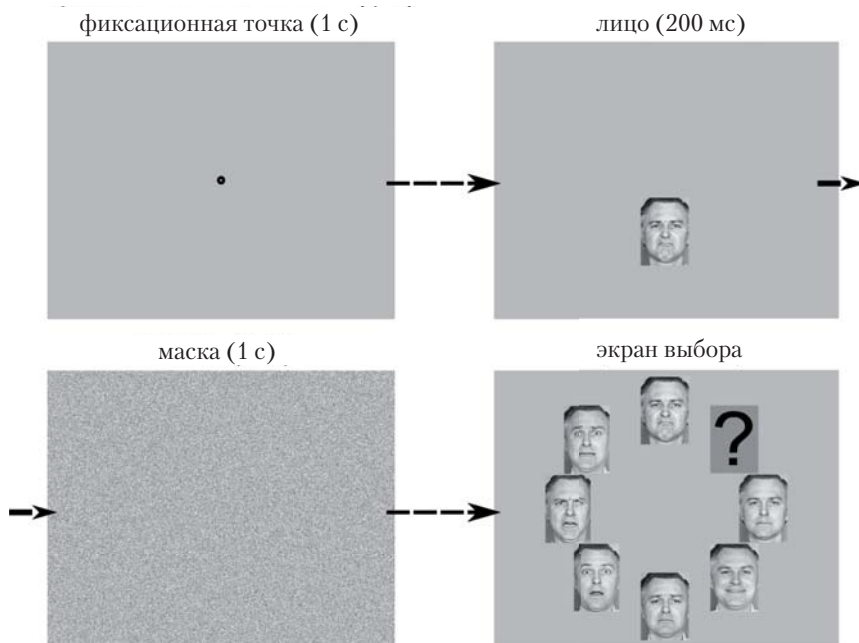 фиксационная точка (1 с)
лицо (200 мс)
маска (1 с)
экран выбора
?